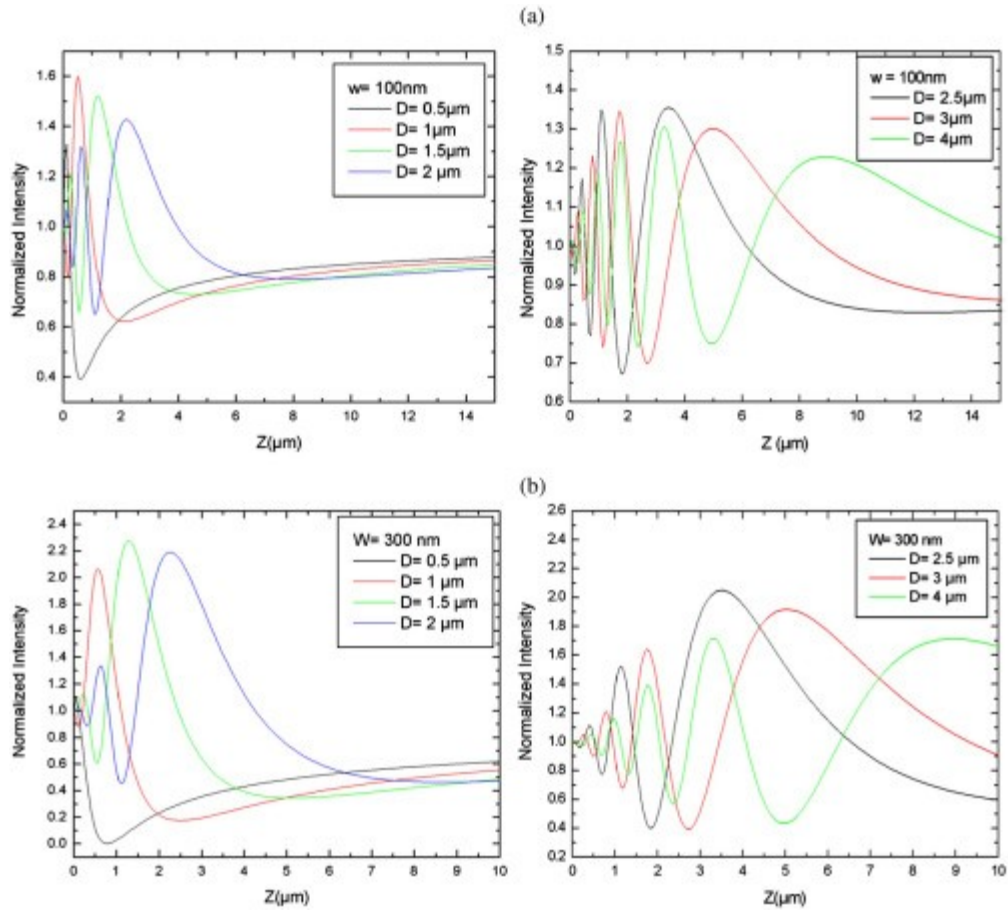 (a)
w= 100nm
D= 0.5µm
D= 1µm
D= 1.5µm
D= 2 µm
1.6
1.4
1.2
1.0
0.8
0.6
0.4
Normalized Intensity
0 2 4 6 8 10 12 14
Z(µm)
w = 100nm
D= 2.5µm
D= 3µm
D= 4µm
1.5
1.4
1.3
1.2
1.1
1.0
0.9
0.8
0.7
0.6
Normalized Intensity
0 2 4 6 8 10 12 14
Z (µm)
(b)
W= 300 nm
D= 0.5 µm
D= 1 µm
D= 1.5 µm
D= 2 µm
2.4
2.2
2.0
1.8
1.6
1.4
1.2
1.0
0.8
0.6
0.4
0.2
0.0
Normalized Intensity
0 1 2 3 4 5 6 7 8 9 10
Z(µm)
W= 300 nm
D= 2.5 µm
D= 3 µm
D= 4 µm
2.6
2.4
2.2
2.0
1.8
1.6
1.4
1.2
1.0
0.8
0.6
0.4
0.2
Normalized Intensity
0 1 2 3 4 5 6 7 8 9 10
Z(µm)